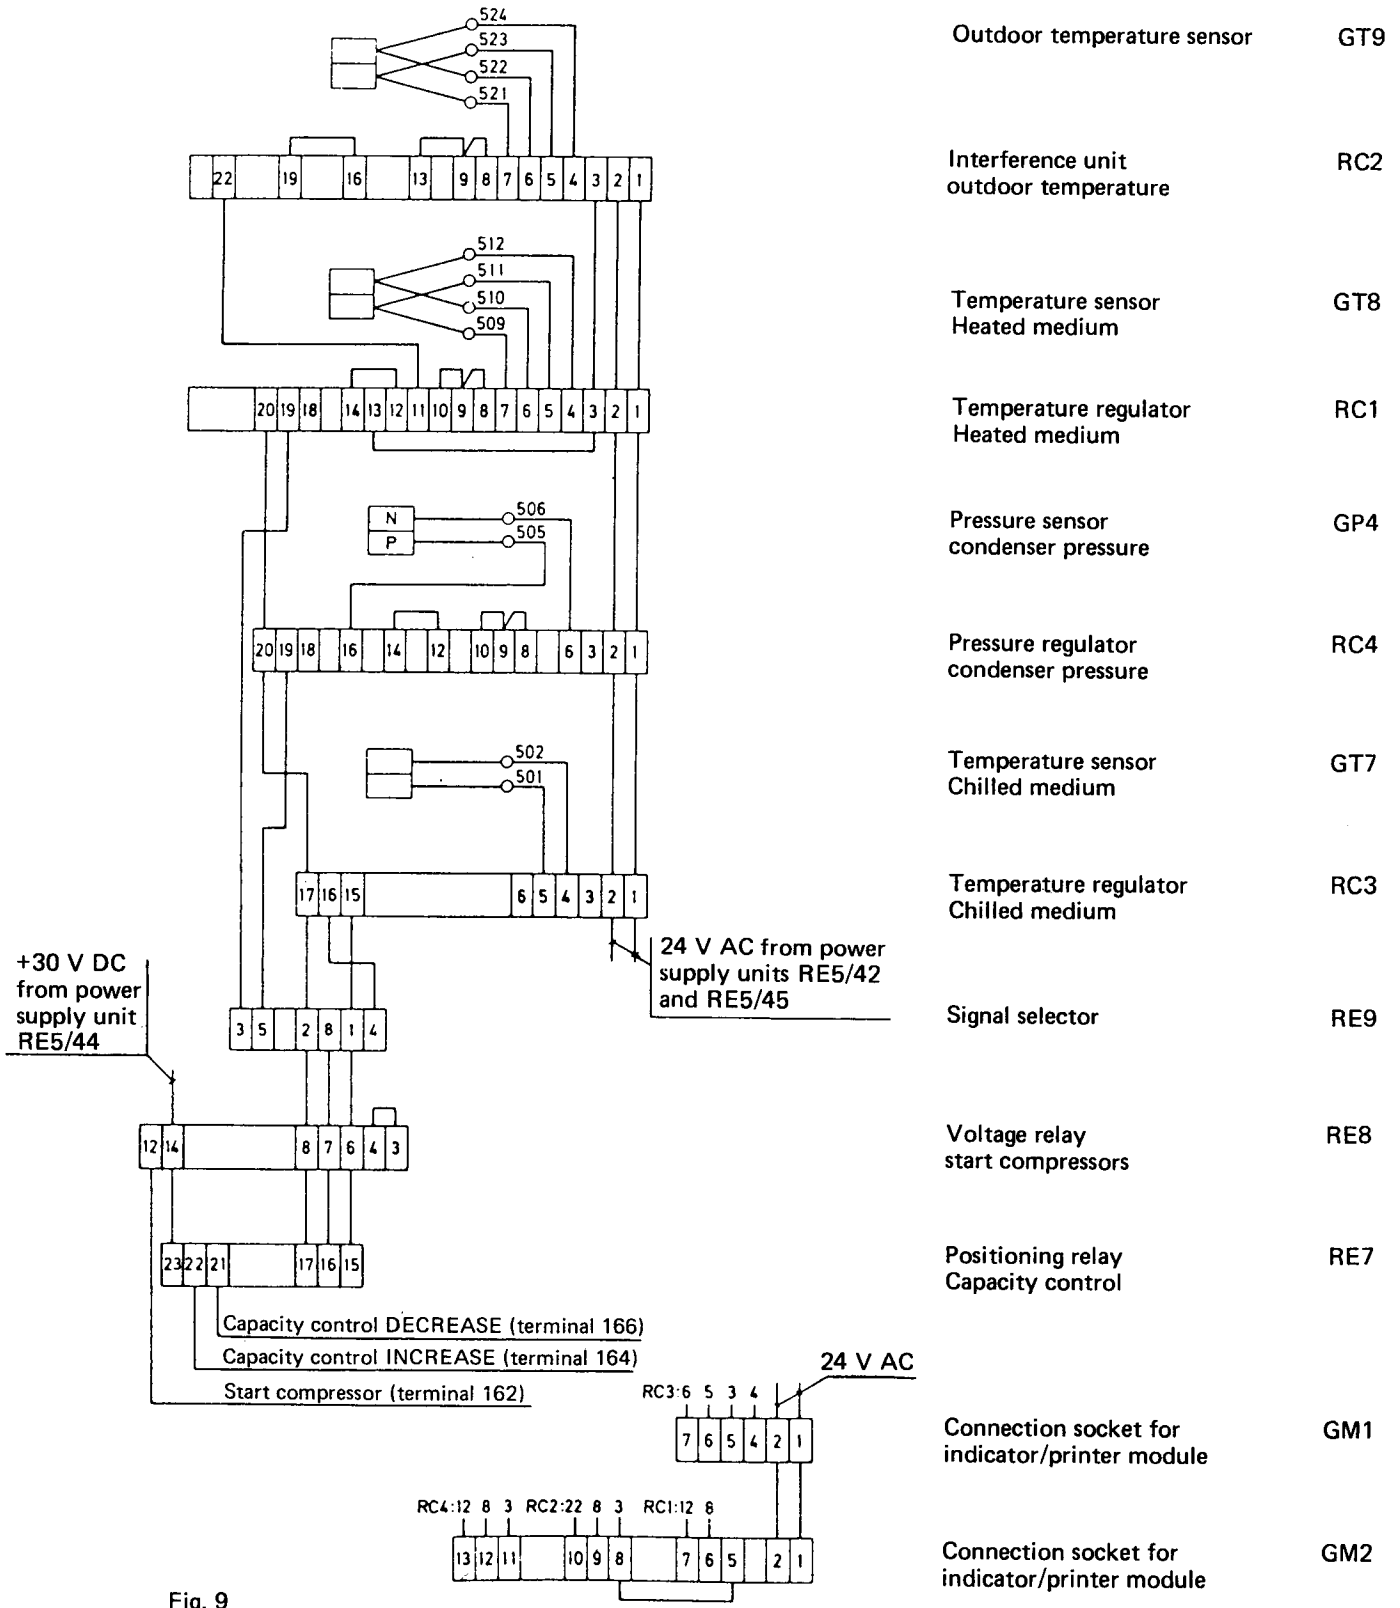 524
523
522
521
Outdoor temperature sensor GT9
22 19 16 13 9 8 7 6 5 4 3 2 1
Interference unit
outdoor temperature
RC2
512
511
510
509
Temperature sensor
Heated medium
GT8
20 19 18 14 13 12 11 10 9 8 7 6 5 4 3 2 1
Temperature regulator
Heated medium
RC1
N 506
P 505
Pressure sensor
condenser pressure
GP4
20 19 18 16 14 12 10 9 8 6 3 2 1
Pressure regulator
condenser pressure
RC4
502
501
Temperature sensor
Chilled medium
GT7
17 16 15 6 5 4 3 2 1
Temperature regulator
Chilled medium
RC3
24 V AC from power
supply units RE5/42
and RE5/45
+30 V DC
from power
supply unit
RE5/44
3 5 2 8 1 4
Signal selector RE9
12 14 8 7 6 4 3
Voltage relay
start compressors
RE8
23 22 21 17 16 15
Positioning relay
Capacity control
RE7
Capacity control DECREASE (terminal 166)
Capacity control INCREASE (terminal 164)
Start compressor (terminal 162)
24 V AC
RC3:6 5 3 4
7 6 5 4 2 1
Connection socket for
indicator/printer module
GM1
RC4:12 8 3 RC2:22 8 3 RC1:12 8
13 12 11 10 9 8 7 6 5 2 1
Connection socket for
indicator/printer module
GM2
Fig. 9